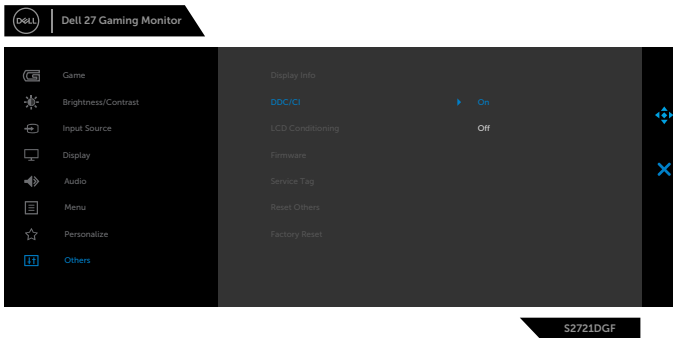 DELL
Dell 27 Gaming Monitor
Game
Brightness/Contrast
Input Source
Display
Audio
Menu
Personalize
Others
Display Info
DDC/CI
On
LCD Conditioning
Off
Firmware
Service Tag
Reset Others
Factory Reset
S2721DGF